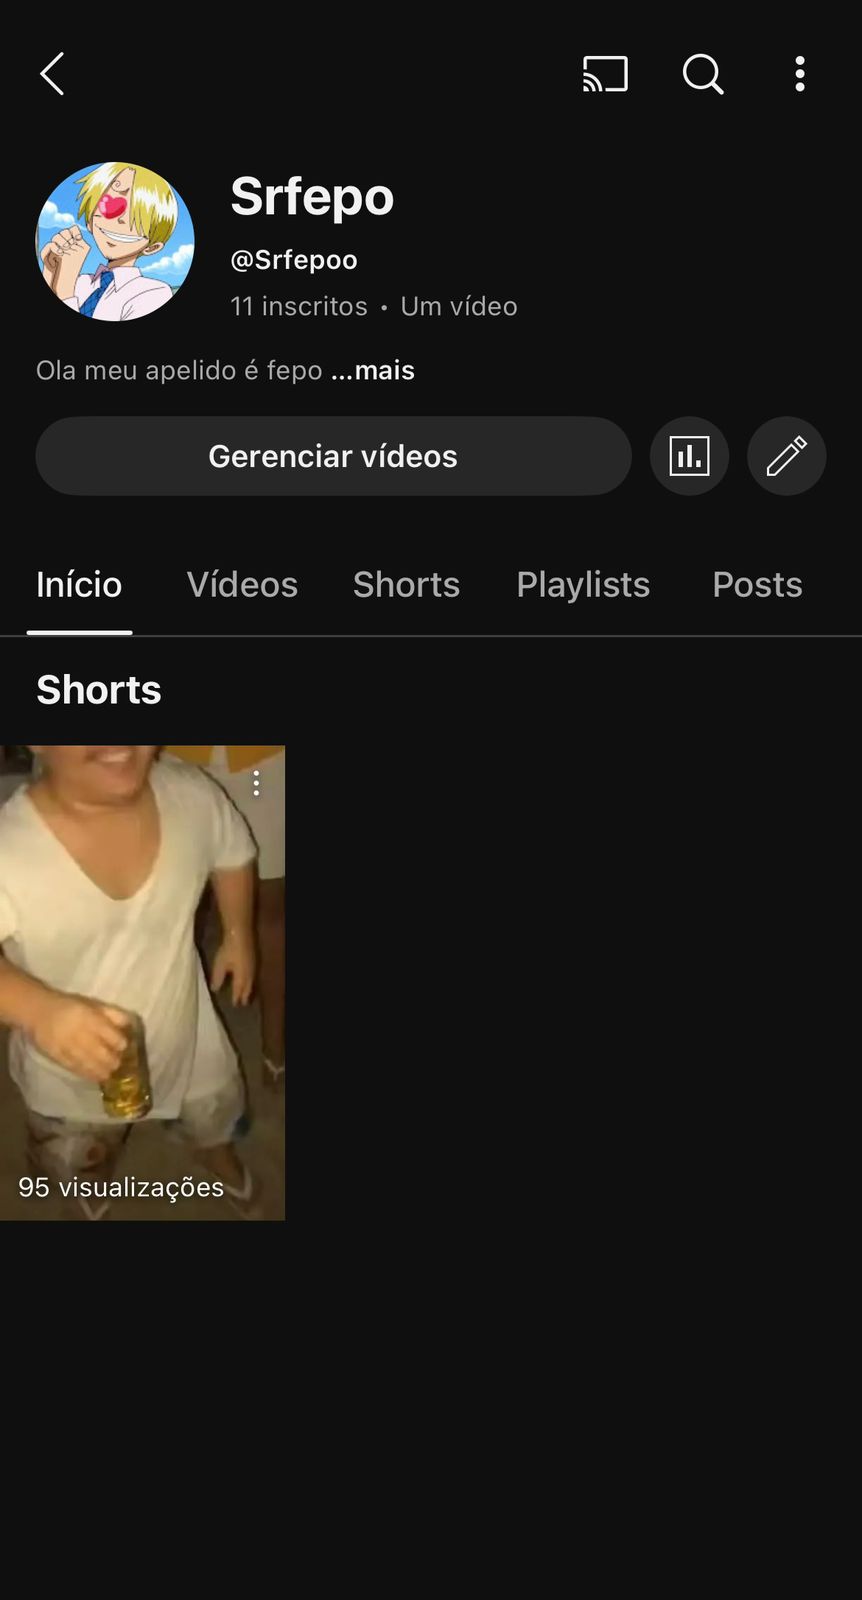 Srfepo
@Srfepoo
11 inscritos • Um vídeo
Ola meu apelido é fepo ...mais
Gerenciar vídeos
Início Vídeos Shorts Playlists Posts
Shorts
95 visualizações